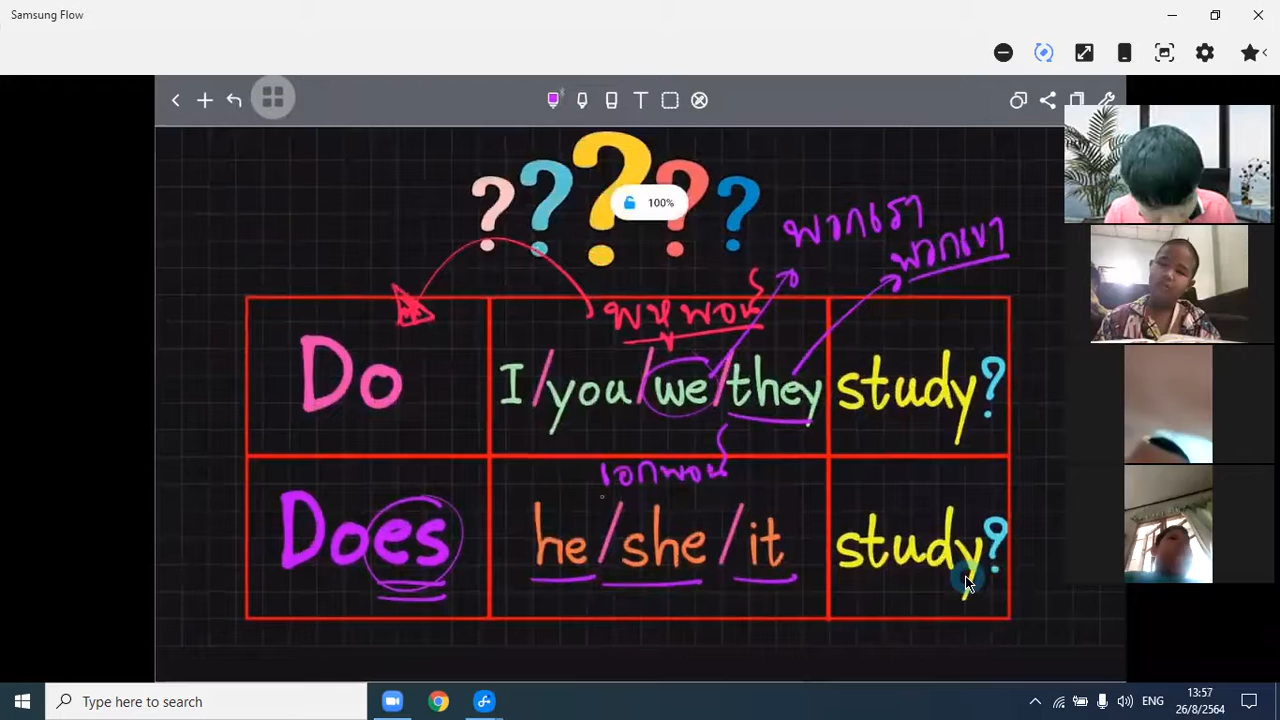 Samsung Flow
? ? ? ? ?
100%
พวกเรา
พวกเขา
พหูพจน์
Do I/you/we/they study?
เอกพจน์
Does he/she/it study?
Type here to search
ENG
13:57
26/8/2564